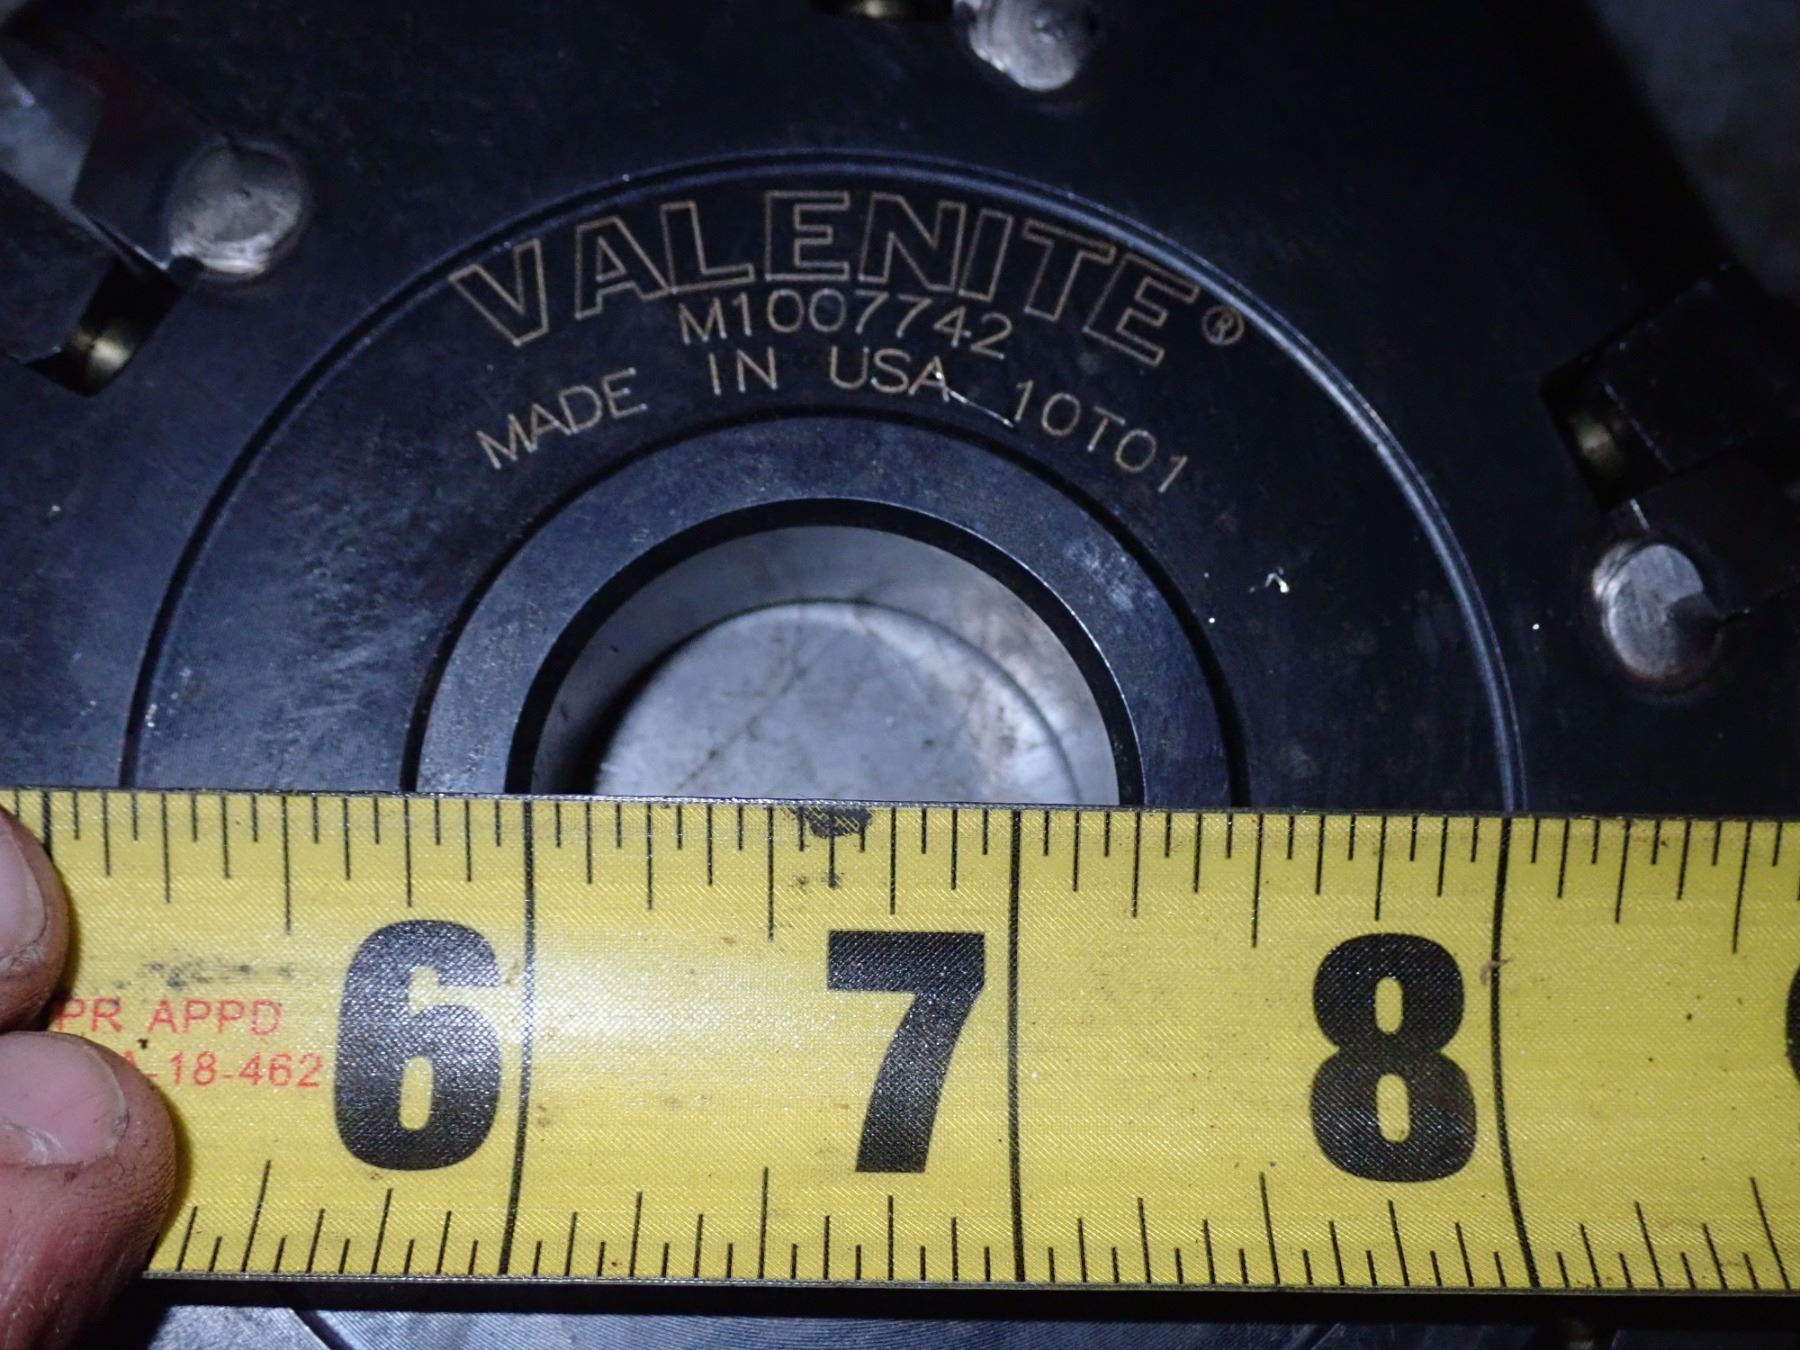 VALENITE®
M1007742
MADE IN USA 10T01
6 7 8
PR APPD
A-18-462